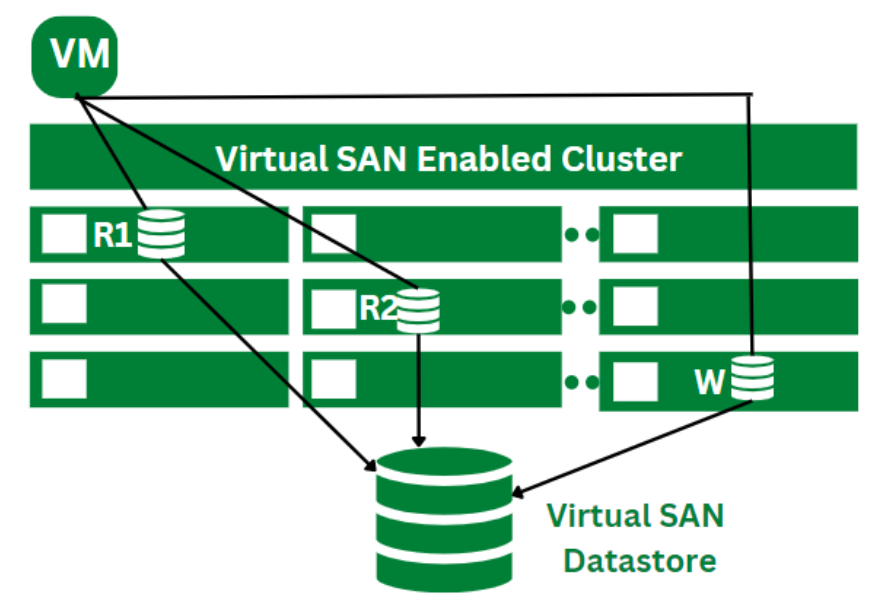 VM
Virtual SAN Enabled Cluster
R1
R2
W
Virtual SAN
Datastore